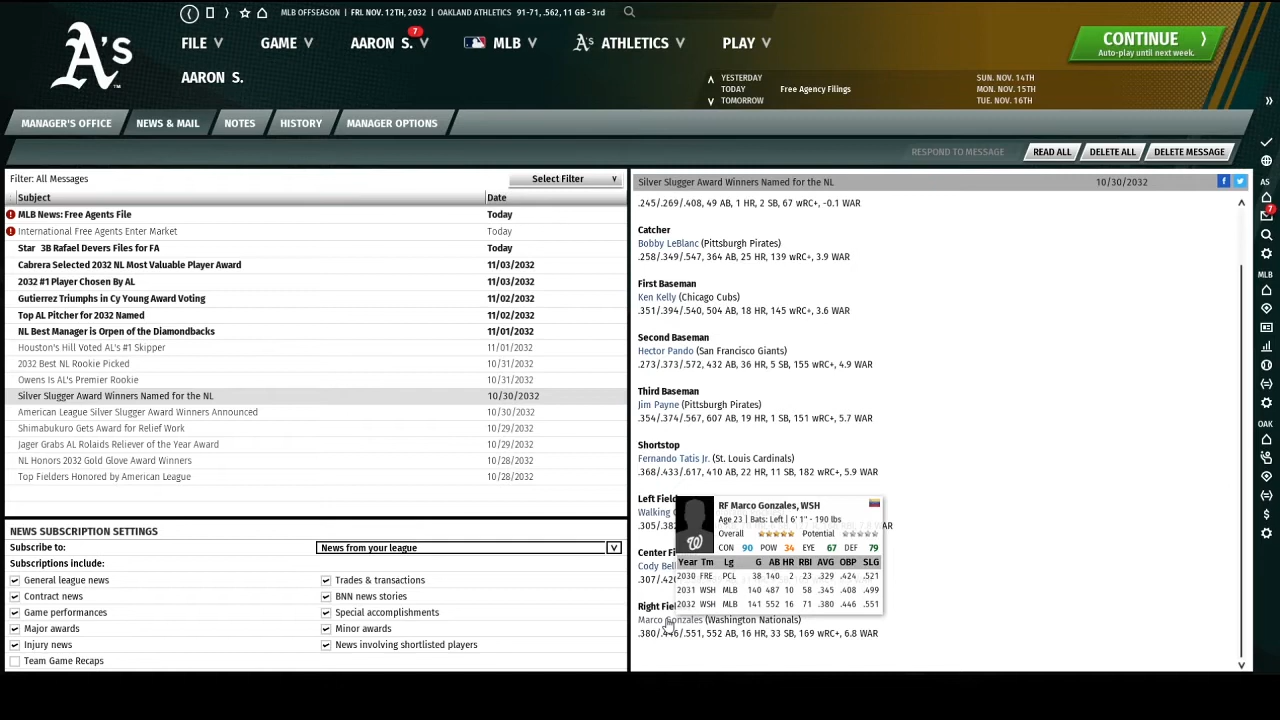 MLB OFFSEASON | FRI. NOV. 12TH, 2032 | OAKLAND ATHLETICS 91-71, .562, 11 GB - 3rd
A's
FILE GAME AARON S. 7 MLB ATHLETICS PLAY
CONTINUE
Auto-play until next week.
AARON S.
YESTERDAY SUN. NOV. 14TH
TODAY Free Agency Filings MON. NOV. 15TH
TOMORROW TUE. NOV. 16TH
MANAGER'S OFFICE NEWS & MAIL NOTES HISTORY MANAGER OPTIONS
RESPOND TO MESSAGE READ ALL DELETE ALL DELETE MESSAGE
Filter: All Messages Select Filter
Subject Date
MLB News: Free Agents File Today
International Free Agents Enter Market Today
Star 3B Rafael Devers Files for FA Today
Cabrera Selected 2032 NL Most Valuable Player Award 11/03/2032
2032 #1 Player Chosen By AL 11/03/2032
Gutierrez Triumphs in Cy Young Award Voting 11/02/2032
Top AL Pitcher for 2032 Named 11/02/2032
NL Best Manager is Orpen of the Diamondbacks 11/01/2032
Houston's Hill Voted AL's #1 Skipper 11/01/2032
2032 Best NL Rookie Picked 10/31/2032
Owens Is AL's Premier Rookie 10/31/2032
Silver Slugger Award Winners Named for the NL 10/30/2032
American League Silver Slugger Award Winners Announced 10/30/2032
Shimabukuro Gets Award for Relief Work 10/29/2032
Jager Grabs AL Rolaids Reliever of the Year Award 10/29/2032
NL Honors 2032 Gold Glove Award Winners 10/28/2032
Top Fielders Honored by American League 10/28/2032
NEWS SUBSCRIPTION SETTINGS
Subscribe to: News from your league
Subscriptions include:
General league news Trades & transactions
Contract news BNN news stories
Game performances Special accomplishments
Major awards Minor awards
Injury news News involving shortlisted players
Team Game Recaps
Silver Slugger Award Winners Named for the NL 10/30/2032
.245/.269/.408, 49 AB, 1 HR, 2 SB, 67 wRC+, -0.1 WAR
Catcher
Bobby LeBlanc (Pittsburgh Pirates)
.258/.349/.547, 364 AB, 25 HR, 139 wRC+, 3.9 WAR
First Baseman
Ken Kelly (Chicago Cubs)
.351/.394/.540, 504 AB, 18 HR, 145 wRC+, 3.6 WAR
Second Baseman
Hector Pando (San Francisco Giants)
.273/.373/.572, 432 AB, 36 HR, 5 SB, 155 wRC+, 4.9 WAR
Third Baseman
Jim Payne (Pittsburgh Pirates)
.354/.374/.567, 607 AB, 19 HR, 1 SB, 151 wRC+, 5.7 WAR
Shortstop
Fernando Tatis Jr. (St. Louis Cardinals)
.368/.433/.617, 410 AB, 22 HR, 11 SB, 182 wRC+, 5.9 WAR
Left Fiel
Walking
.305/.38
Center Fi
Cody Bel
.307/.42
Right Fiel
Marco Gonzales (Washington Nationals)
.380/.446/.551, 552 AB, 16 HR, 33 SB, 169 wRC+, 6.8 WAR
RF Marco Gonzales, WSH
Age 23 | Bats: Left | 6' 1" - 190 lbs
Overall Potential
CON 90 POW 34 EYE 67 DEF 79
Year Tm Lg G AB HR RBI AVG OBP SLG
2030 FRE PCL 38 140 2 23 .329 .424 .521
2031 WSH MLB 140 487 10 58 .345 .408 .499
2032 WSH MLB 141 552 16 71 .380 .446 .551
AS
7
MLB
OAK